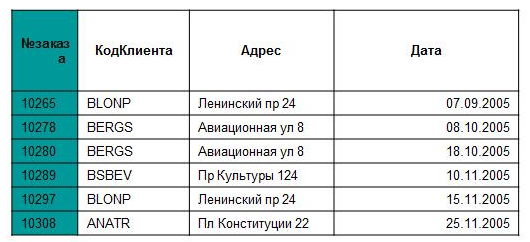 №заказ
а КодКлиента Адрес Дата
10265 BLONP Ленинский пр 24 07.09.2005
10278 BERGS Авиационная ул 8 08.10.2005
10280 BERGS Авиационная ул 8 18.10.2005
10289 BSBEV Пр Культуры 124 10.11.2005
10297 BLONP Ленинский пр 24 15.11.2005
10308 ANATR Пл Конституции 22 25.11.2005